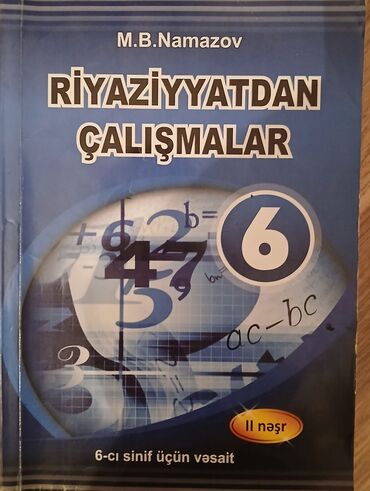 M.B.Namazov
RİYAZİYYATDAN
ÇALIŞMALAR
6
ac-bc
II nəşr
6-cı sinif üçün vəsait